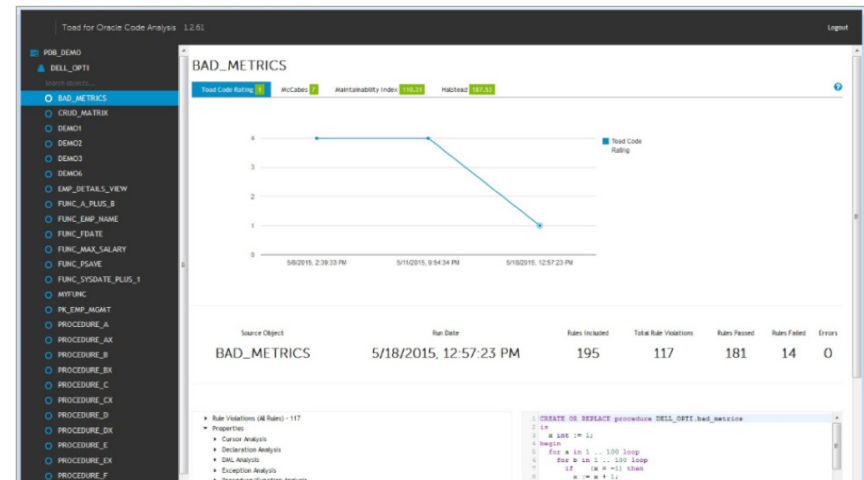 Toad for Oracle Code Analysis 1.2.61
Logout
PDB_DEMO
DELL_OPTI
Search objects...
BAD_METRICS
CRUD_MATRIX
DEMO1
DEMO2
DEMO3
DEMO6
EMP_DETAILS_VIEW
FUNC_A_PLUS_B
FUNC_EMP_NAME
FUNC_FDATE
FUNC_MAX_SALARY
FUNC_PSAVE
FUNC_SYSDATE_PLUS_1
MYFUNC
PK_EMP_MGMT
PROCEDURE_A
PROCEDURE_AX
PROCEDURE_B
PROCEDURE_BX
PROCEDURE_C
PROCEDURE_CX
PROCEDURE_D
PROCEDURE_DX
PROCEDURE_E
PROCEDURE_EX
PROCEDURE_F
BAD_METRICS
Toad Code Rating 1 McCabes 7 Maintainability Index 110.31 Halstead 187.53
4
3
2
1
0
5/8/2015, 2:39:33 PM 5/11/2015, 9:54:34 PM 5/18/2015, 12:57:23 PM
Toad Code
Rating
Source Object Run Date Rules Included Total Rule Violations Rules Passed Rules Failed Errors
BAD_METRICS 5/18/2015, 12:57:23 PM 195 117 181 14 0
Rule Violations (All Rules) - 117
Properties
Cursor Analysis
Declaration Analysis
DML Analysis
Exception Analysis
Procedure/Function Analysis
1 CREATE OR REPLACE procedure DELL_OPTI.bad_metrics
2 is
3 x int := 1;
4 begin
5 for a in 1 .. 100 loop
6 for b in 1 .. 100 loop
7 if (x = -1) then
8 x := x + 1;